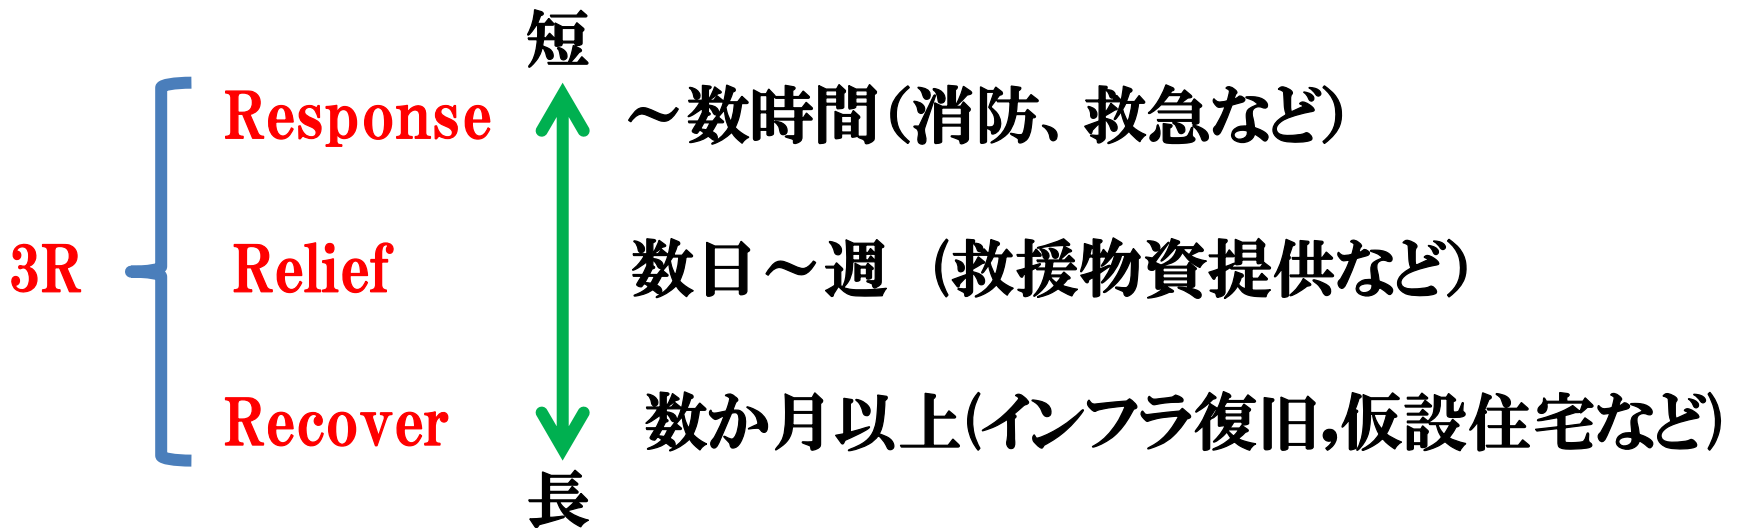 短
Response ～数時間(消防、救急など)
3R
Relief 数日～週 (救援物資提供など)
Recover 数か月以上(インフラ復旧,仮設住宅など)
長